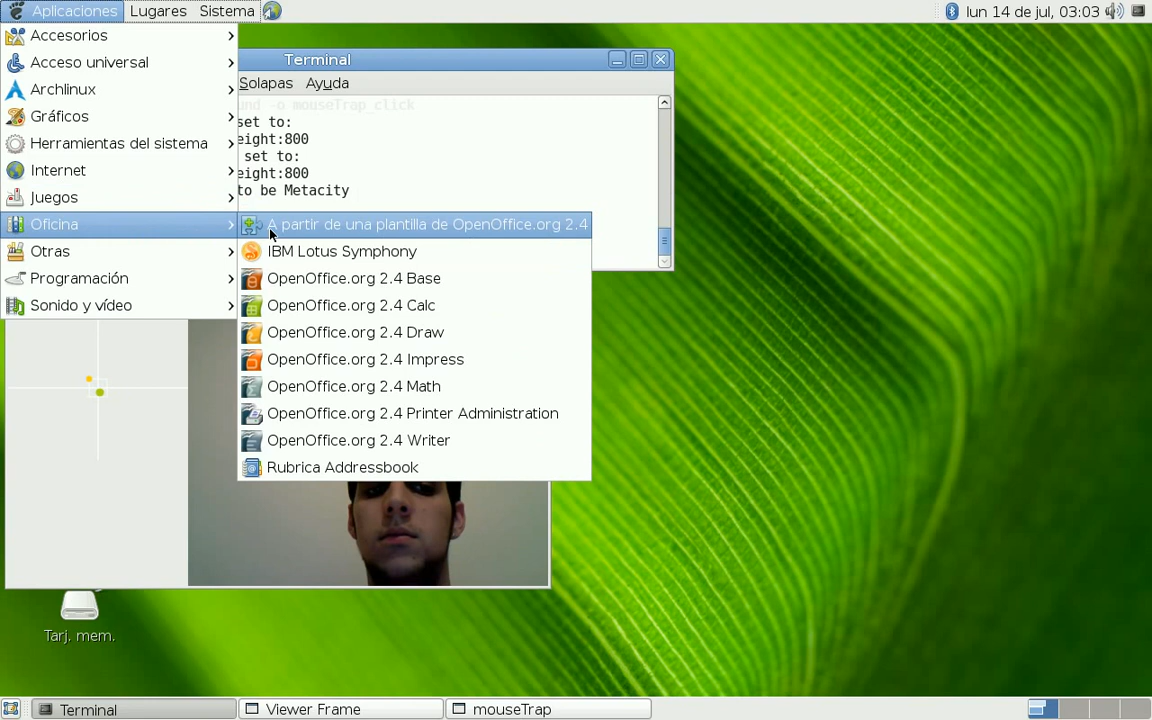 Aplicaciones Lugares Sistema lun 14 de jul, 03:03
Accesorios
Acceso universal
Archlinux
Gráficos
Herramientas del sistema
Internet
Juegos
Oficina
Otras
Programación
Sonido y vídeo
Terminal
Solapas Ayuda
und -o mouseTrap_click
set to:
eight:800
set to:
eight:800
to be Metacity
A partir de una plantilla de OpenOffice.org 2.4
IBM Lotus Symphony
OpenOffice.org 2.4 Base
OpenOffice.org 2.4 Calc
OpenOffice.org 2.4 Draw
OpenOffice.org 2.4 Impress
OpenOffice.org 2.4 Math
OpenOffice.org 2.4 Printer Administration
OpenOffice.org 2.4 Writer
Rubrica Addressbook
Tarj. mem.
Terminal Viewer Frame mouseTrap